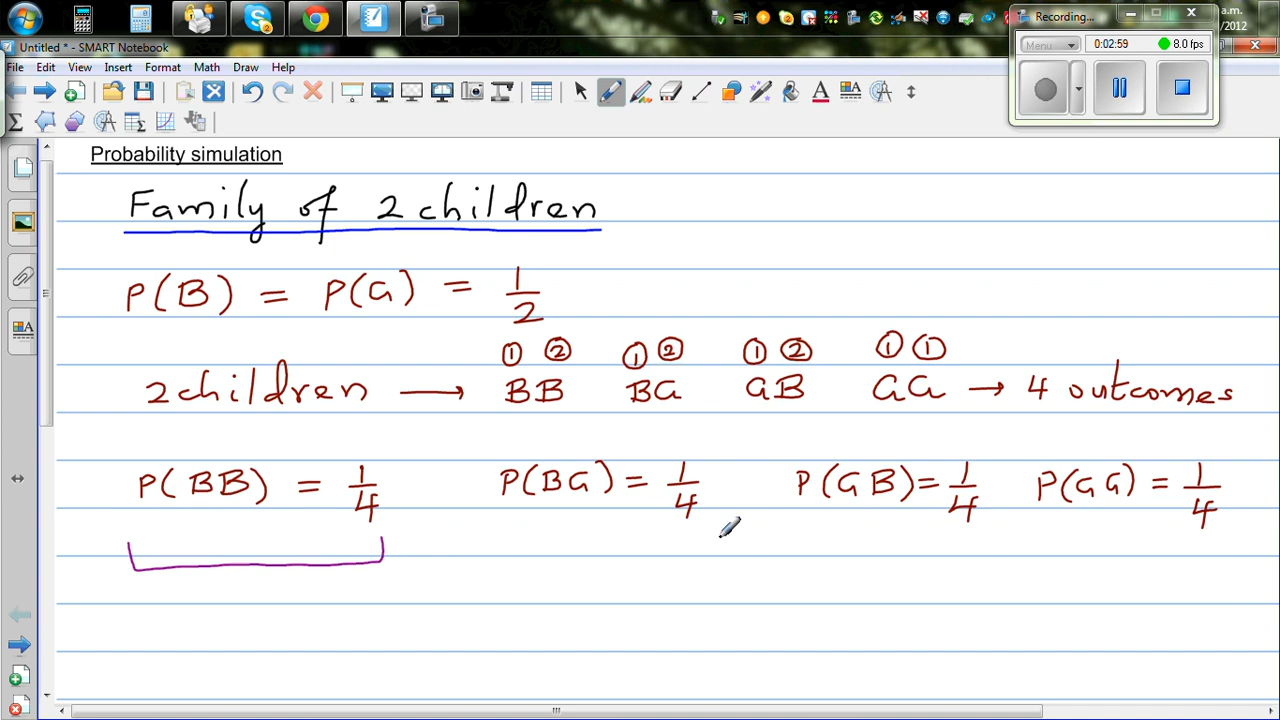 a.m.
/2012
Recording...
Untitled * - SMART Notebook
Menu
0:02:59
8.0 fps
File Edit View Insert Format Math Draw Help
Probability simulation
Family of 2 children
P(B) = P(G) = 1/2
① ② ① ② ① ② ① ①
2 children → BB BG GB GG → 4 outcomes
P(BB) = 1/4 P(BG) = 1/4 P(GB) = 1/4 P(GG) = 1/4